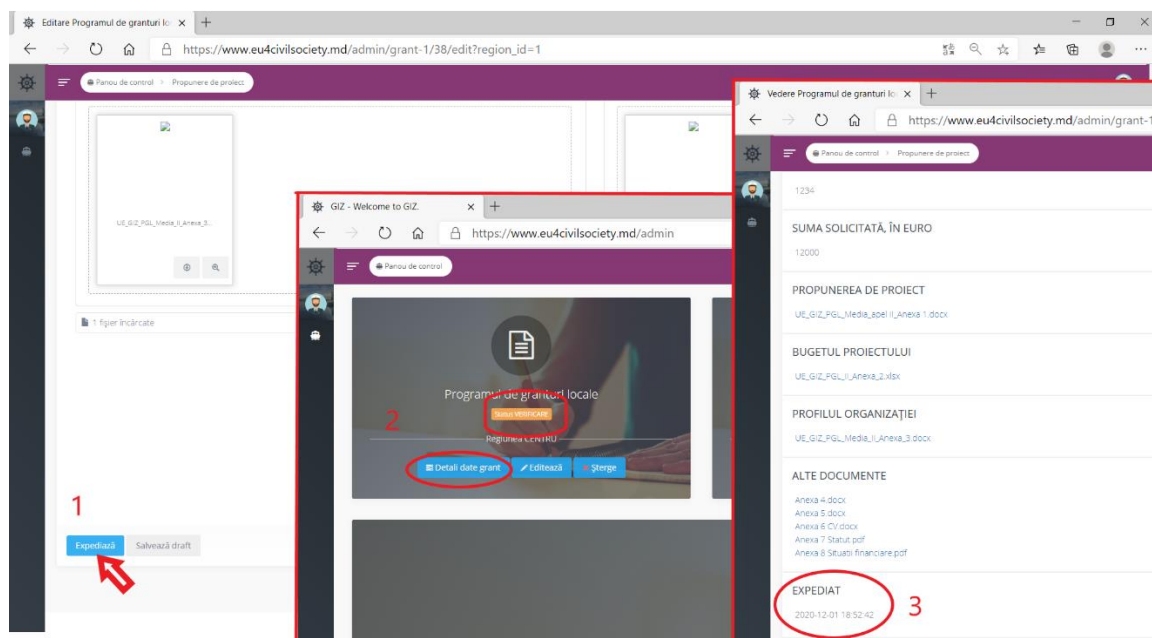 Editare Programul de granturi lo
https://www.eu4civilsociety.md/admin/grant-1/38/edit?region_id=1
Panou de control > Propunere de proiect
UE_GIZ_PGL_Media_II_Anexa_3...
1 fișier încărcate
1
Expediază
Salvează draft
GIZ - Welcome to GIZ.
https://www.eu4civilsociety.md/admin
Panou de control
Programul de granturi locale
2
Status VERIFICARE
Regiunea CENTRU
Detali date grant
Editează
Șterge
Vedere Programul de granturi lo
https://www.eu4civilsociety.md/admin/grant-1
Panou de control > Propunere de proiect
1234
SUMA SOLICITATĂ, ÎN EURO
12000
PROPUNEREA DE PROIECT
UE_GIZ_PGL_Media_apel II_Anexa 1.docx
BUGETUL PROIECTULUI
UE_GIZ_PGL_II_Anexa_2.xlsx
PROFILUL ORGANIZAȚIEI
UE_GIZ_PGL_Media_II_Anexa_3.docx
ALTE DOCUMENTE
Anexa 4.docx
Anexa 5.docx
Anexa 6 CV.docx
Anexa 7 Statut.pdf
Anexa 8 Situatii financiare.pdf
EXPEDIAT
2020-12-01 18:52:42
3